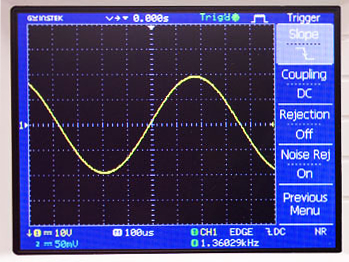 GW INSTEK 0.000s Trig'd Trigger
Slope
Coupling
DC
Rejection
Off
Noise Rej
On
Previous
Menu
1
1 = 10V 100us CH1 EDGE DC NR
2 = 50mV 1.36029kHz